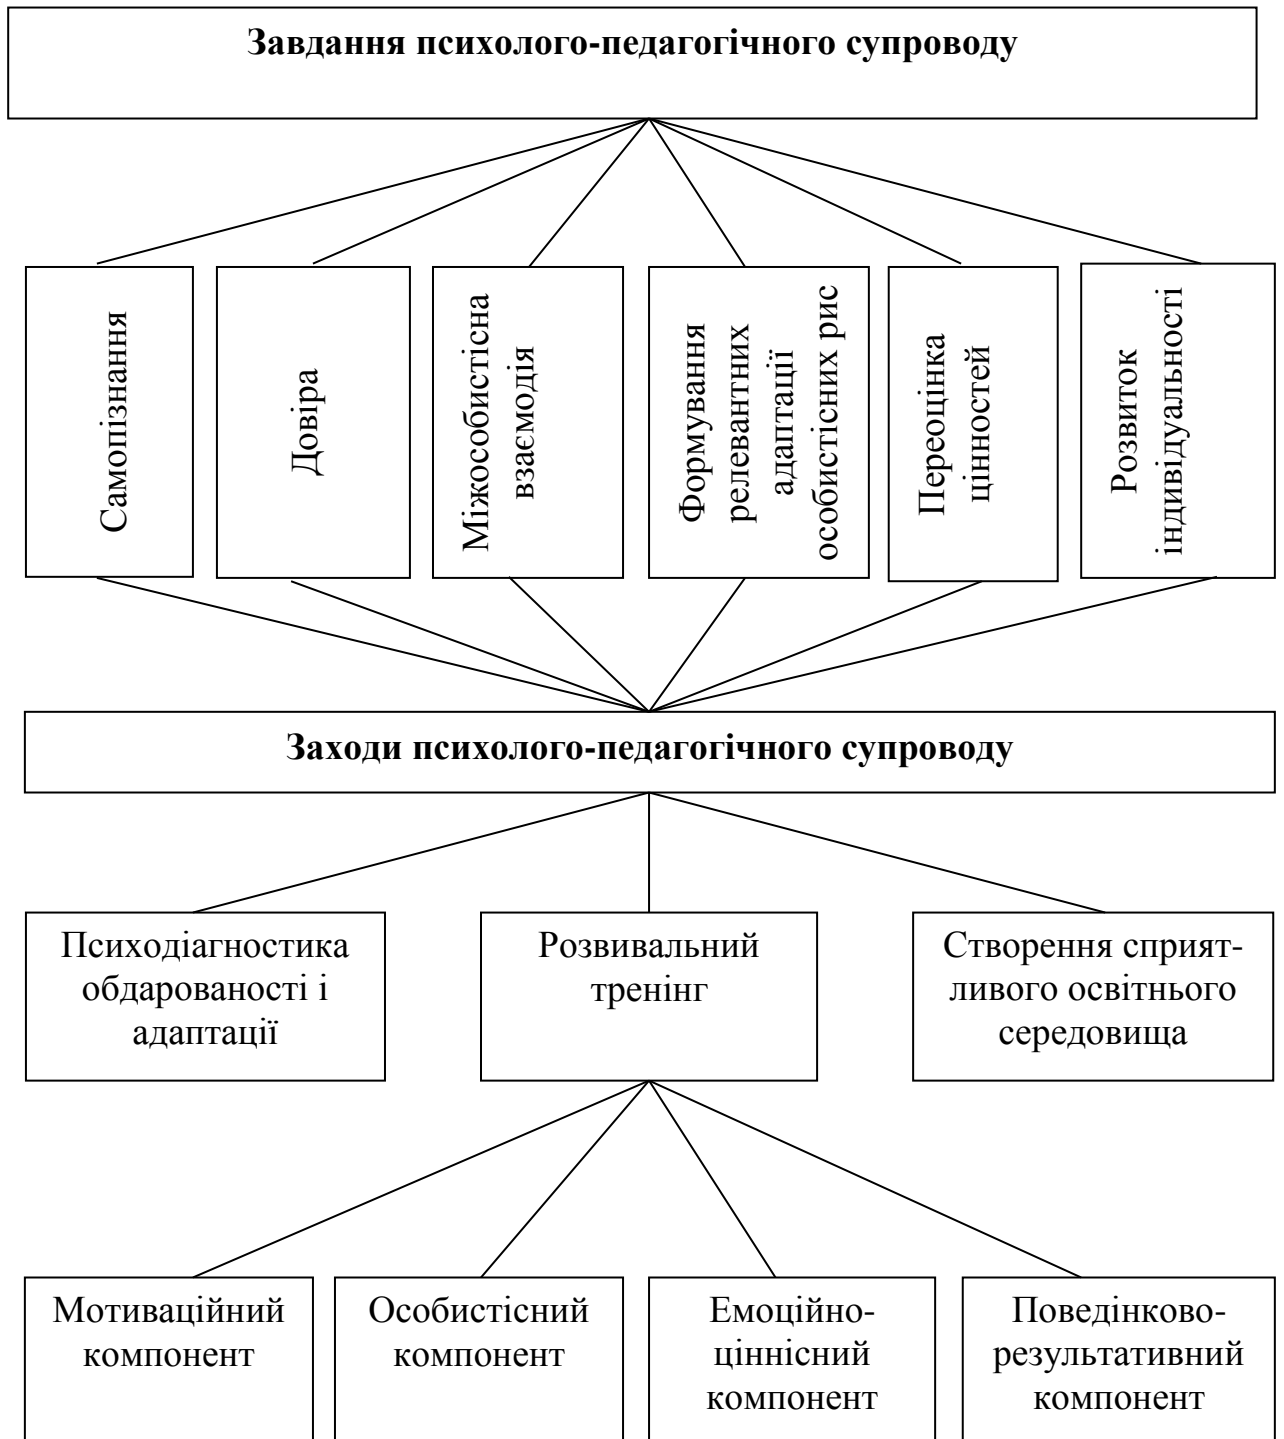 Завдання психолого-педагогічного супроводу
Самопізнання
Довіра
Міжособистісна
взаємодія
Формування
релевантних
адаптації
особистісних рис
Переоцінка
цінностей
Розвиток
індивідуальності
Заходи психолого-педагогічного супроводу
Психодіагностика
обдарованості і
адаптації
Розвивальний
тренінг
Створення сприят-
ливого освітнього
середовища
Мотиваційний
компонент
Особистісний
компонент
Емоційно-
ціннісний
компонент
Поведінково-
результативний
компонент